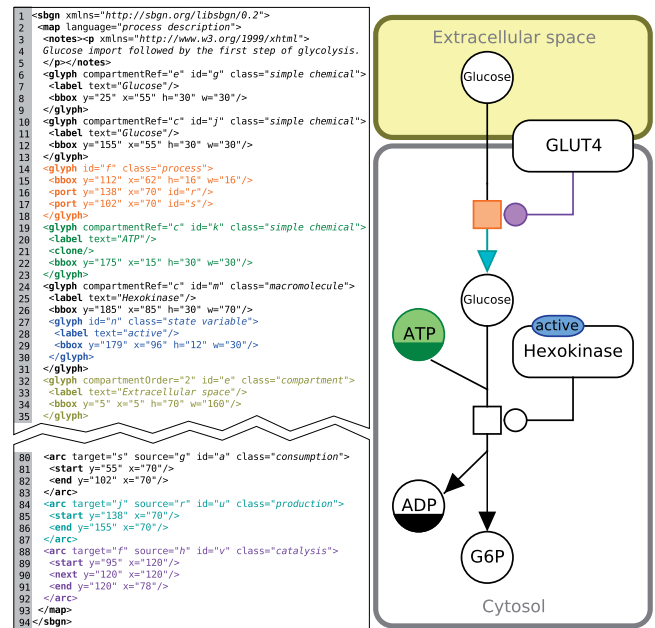 1 <sbgn xmlns="http://sbgn.org/libsbgn/0.2">
2 <map language="process description">
3 <notes><p xmlns="http://www.w3.org/1999/xhtml">
4 Glucose import followed by the first step of glycolysis.
5 </p></notes>
6 <glyph compartmentRef="e" id="g" class="simple chemical">
7 <label text="Glucose"/>
8 <bbox y="25" x="55" h="30" w="30"/>
9 </glyph>
10 <glyph compartmentRef="c" id="j" class="simple chemical">
11 <label text="Glucose"/>
12 <bbox y="155" x="55" h="30" w="30"/>
13 </glyph>
14 <glyph id="f" class="process">
15 <bbox y="112" x="62" h="16" w="16"/>
16 <port y="138" x="70" id="r"/>
17 <port y="102" x="70" id="s"/>
18 </glyph>
19 <glyph compartmentRef="c" id="k" class="simple chemical">
20 <label text="ATP"/>
21 <clone/>
22 <bbox y="175" x="15" h="30" w="30"/>
23 </glyph>
24 <glyph compartmentRef="c" id="m" class="macromolecule">
25 <label text="Hexokinase"/>
26 <bbox y="185" x="85" h="30" w="70"/>
27 <glyph id="n" class="state variable">
28 <label text="active"/>
29 <bbox y="179" x="96" h="12" w="30"/>
30 </glyph>
31 </glyph>
32 <glyph compartmentOrder="2" id="e" class="compartment">
33 <label text="Extracellular space"/>
34 <bbox y="5" x="5" h="70" w="160"/>
35 </glyph>
80 <arc target="s" source="g" id="a" class="consumption">
81 <start y="55" x="70"/>
82 <end y="102" x="70"/>
83 </arc>
84 <arc target="j" source="r" id="u" class="production">
85 <start y="138" x="70"/>
86 <end y="155" x="70"/>
87 </arc>
88 <arc target="f" source="h" id="v" class="catalysis">
89 <start y="95" x="120"/>
90 <next y="120" x="120"/>
91 <end y="120" x="78"/>
92 </arc>
93 </map>
94 </sbgn>
Extracellular space
Glucose
GLUT4
Glucose
ATP
active
Hexokinase
ADP
G6P
Cytosol